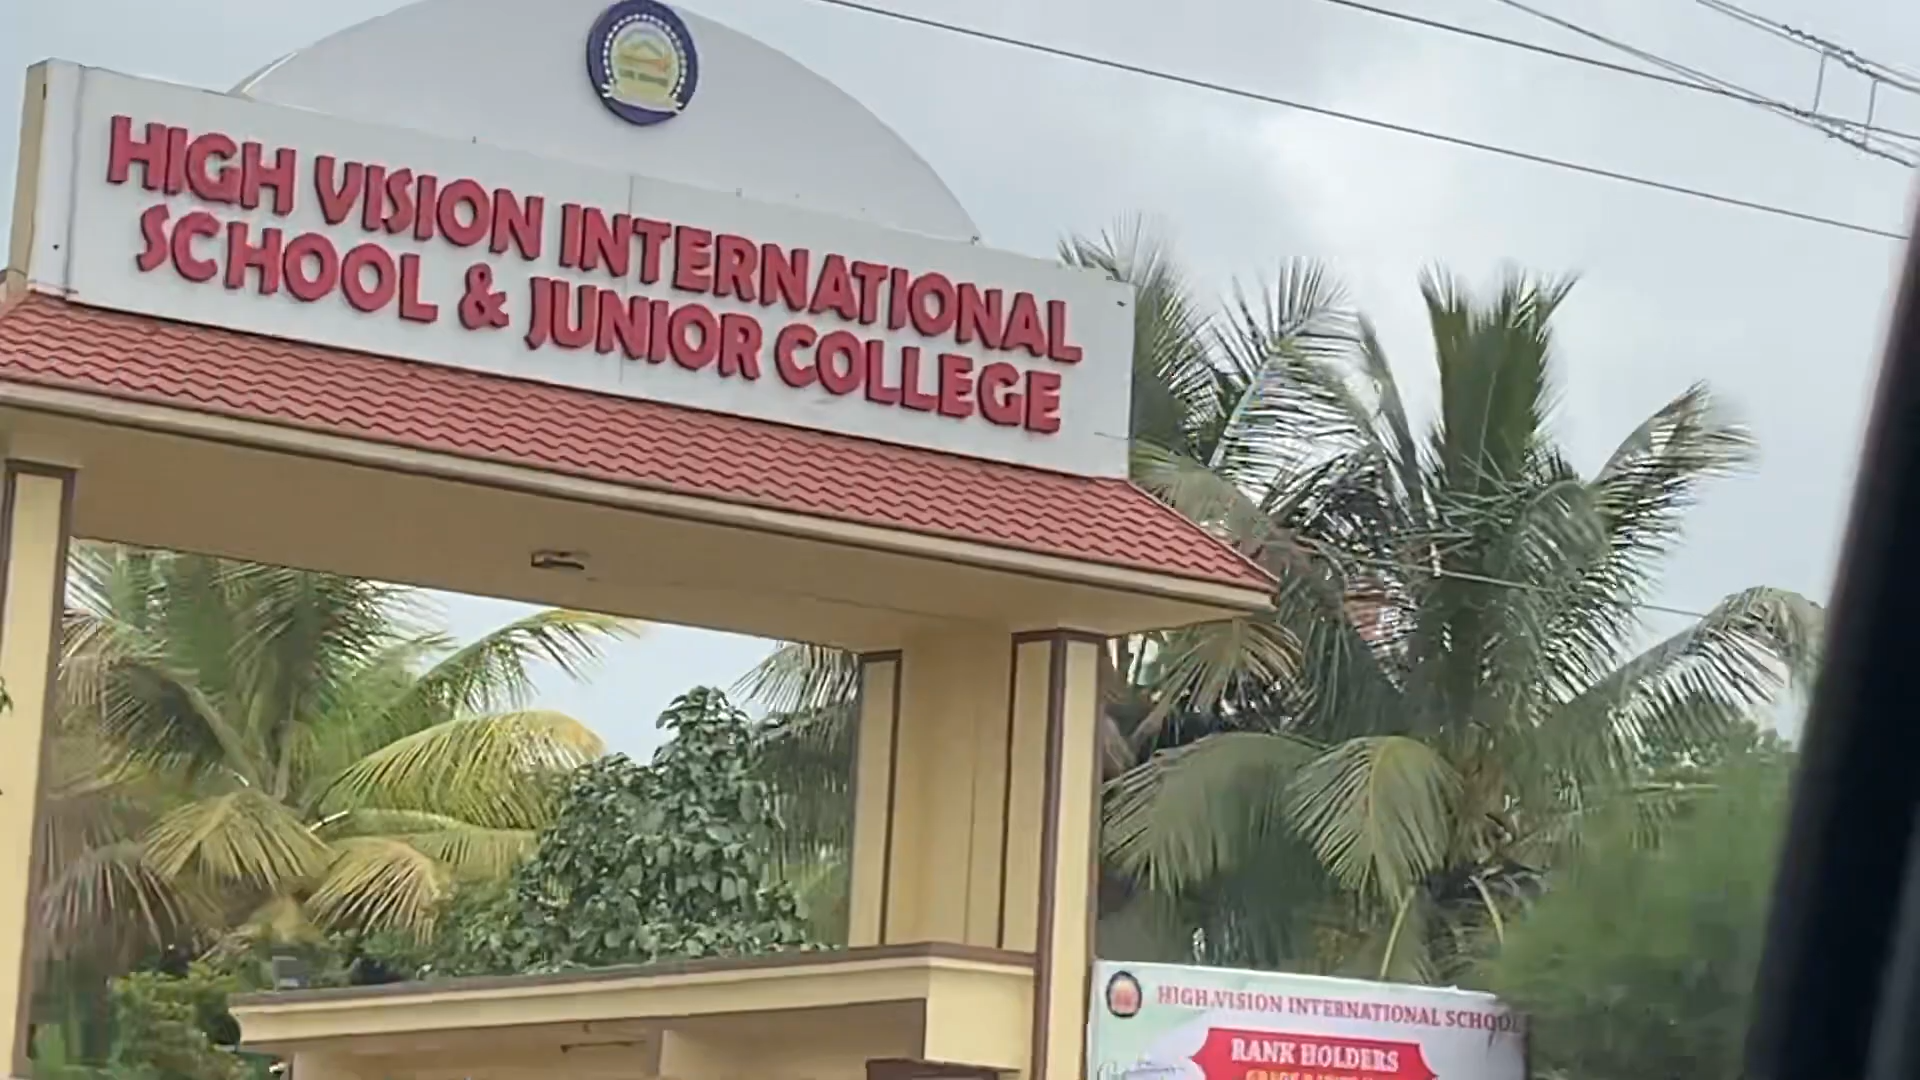 HIGH VISION INTERNATIONAL
SCHOOL & JUNIOR COLLEGE
HIGH VISION INTERNATIONAL SCHOOL
RANK HOLDERS